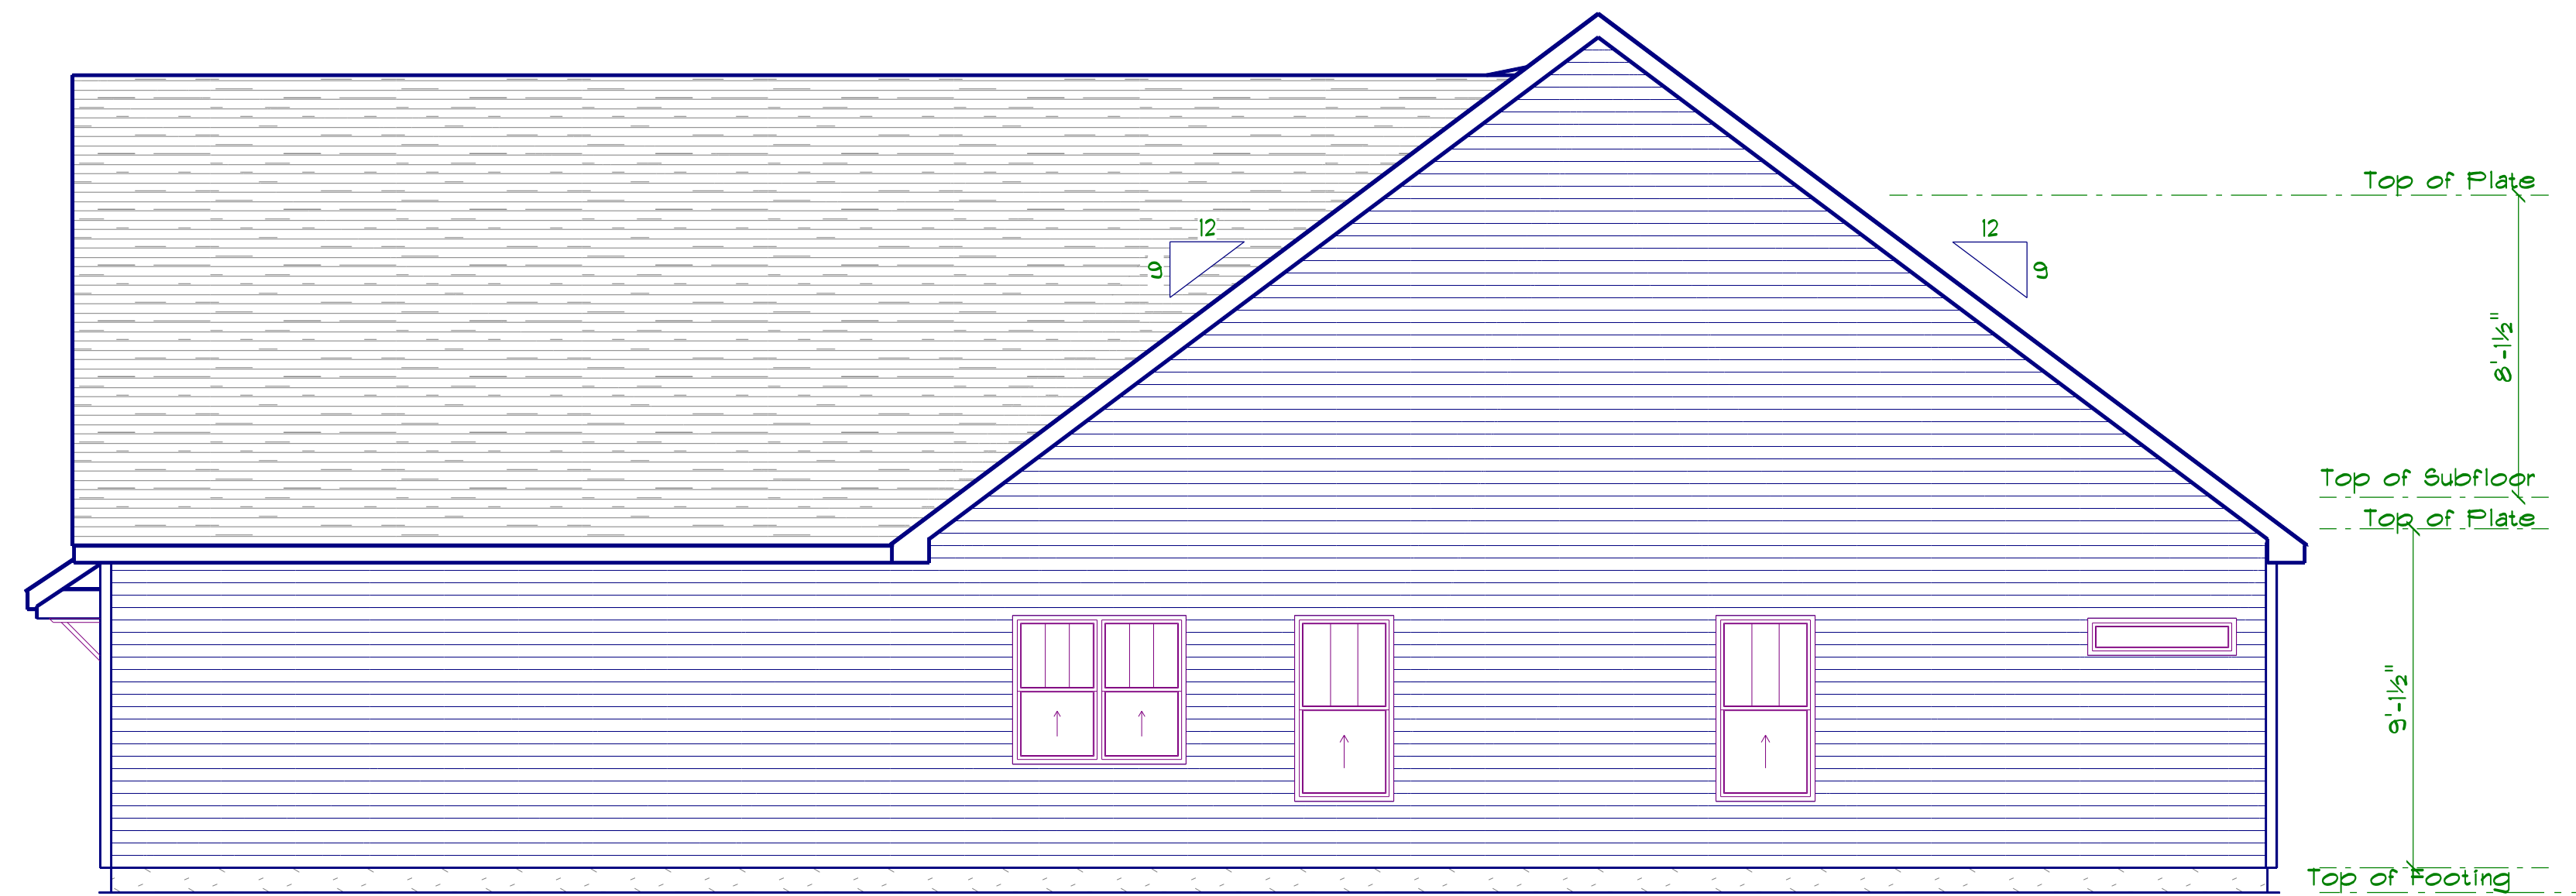 Top of Plate
12
12
9
9
8'-1½"
Top of Subfloor
Top of Plate
9'-1½"
Top of Footing